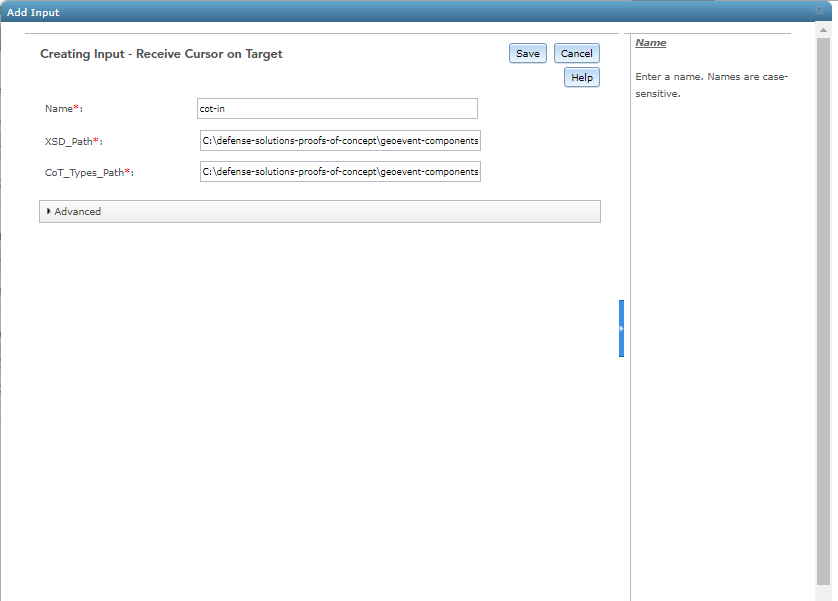 Add Input
Creating Input - Receive Cursor on Target
Save
Cancel
Help
Name*:
cot-in
XSD_Path*:
C:\defense-solutions-proofs-of-concept\geoevent-components
CoT_Types_Path*:
C:\defense-solutions-proofs-of-concept\geoevent-components
Advanced
Name
Enter a name. Names are case-
sensitive.